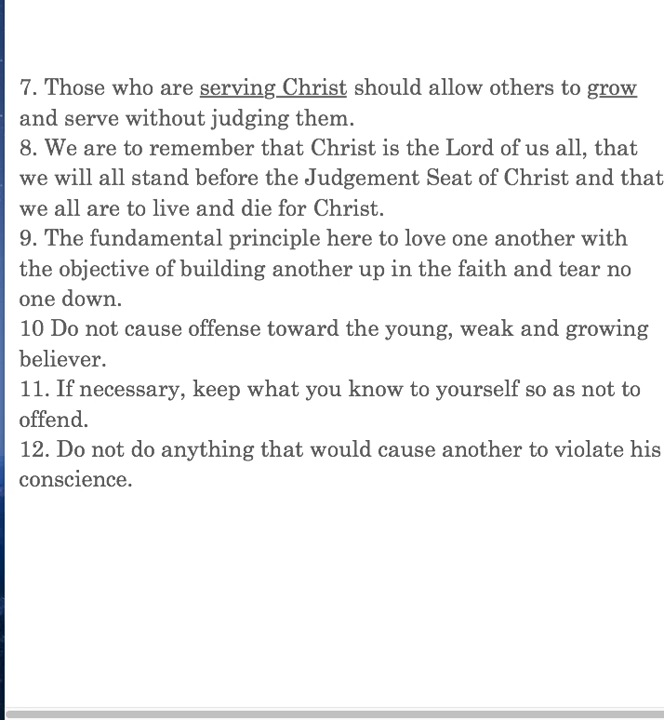 7. Those who are serving Christ should allow others to grow
and serve without judging them.
8. We are to remember that Christ is the Lord of us all, that
we will all stand before the Judgement Seat of Christ and that
we all are to live and die for Christ.
9. The fundamental principle here to love one another with
the objective of building another up in the faith and tear no
one down.
10 Do not cause offense toward the young, weak and growing
believer.
11. If necessary, keep what you know to yourself so as not to
offend.
12. Do not do anything that would cause another to violate his
conscience.